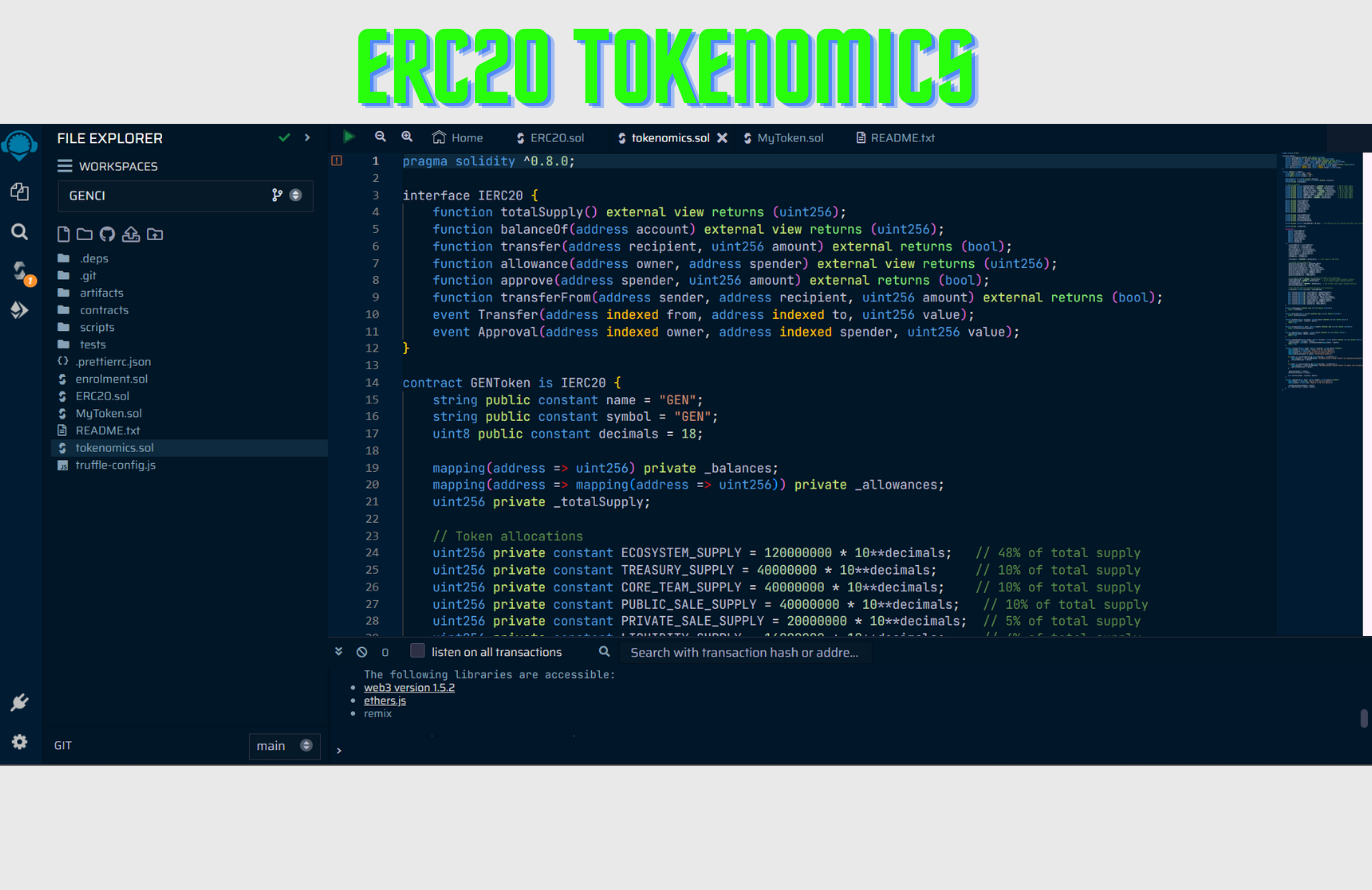 ERC20 TOKENOMICS
FILE EXPLORER
WORKSPACES
GENCI
.deps
.git
artifacts
contracts
scripts
tests
.prettierrc.json
enrolment.sol
ERC20.sol
MyToken.sol
README.txt
tokenomics.sol
truffle-config.js
GIT
main
1
Home
ERC20.sol
tokenomics.sol
MyToken.sol
README.txt
1 pragma solidity ^0.8.0;
2
3 interface IERC20 {
4 function totalSupply() external view returns (uint256);
5 function balanceOf(address account) external view returns (uint256);
6 function transfer(address recipient, uint256 amount) external returns (bool);
7 function allowance(address owner, address spender) external view returns (uint256);
8 function approve(address spender, uint256 amount) external returns (bool);
9 function transferFrom(address sender, address recipient, uint256 amount) external returns (bool);
10 event Transfer(address indexed from, address indexed to, uint256 value);
11 event Approval(address indexed owner, address indexed spender, uint256 value);
12 }
13
14 contract GENToken is IERC20 {
15 string public constant name = "GEN";
16 string public constant symbol = "GEN";
17 uint8 public constant decimals = 18;
18
19 mapping(address => uint256) private _balances;
20 mapping(address => mapping(address => uint256)) private _allowances;
21 uint256 private _totalSupply;
22
23 // Token allocations
24 uint256 private constant ECOSYSTEM_SUPPLY = 120000000 * 10**decimals; // 48% of total supply
25 uint256 private constant TREASURY_SUPPLY = 40000000 * 10**decimals; // 10% of total supply
26 uint256 private constant CORE_TEAM_SUPPLY = 40000000 * 10**decimals; // 10% of total supply
27 uint256 private constant PUBLIC_SALE_SUPPLY = 40000000 * 10**decimals; // 10% of total supply
28 uint256 private constant PRIVATE_SALE_SUPPLY = 20000000 * 10**decimals; // 5% of total supply
0
listen on all transactions
Search with transaction hash or addre...
The following libraries are accessible:
web3 version 1.5.2
ethers.js
remix
>